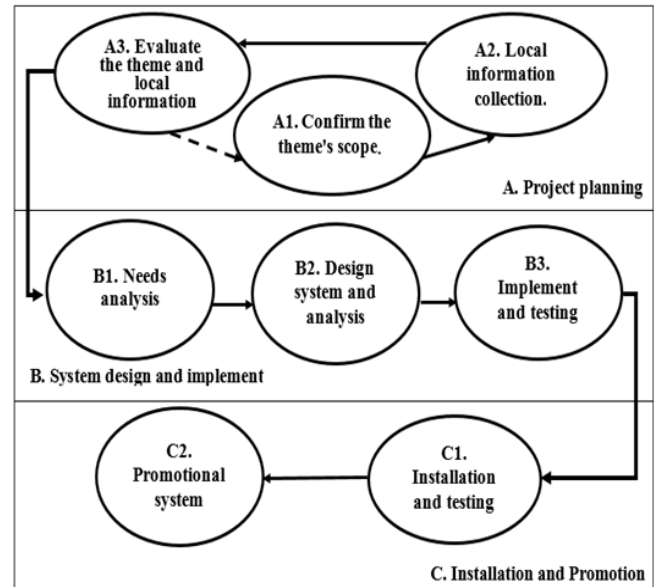 A3. Evaluate
the theme and
local
information
A2. Local
information
collection.
A1. Confirm the
theme's scope.
A. Project planning
B1. Needs
analysis
B2. Design
system and
analysis
B3.
Implement
and testing
B. System design and implement
C2.
Promotional
system
C1.
Installation
and testing
C. Installation and Promotion